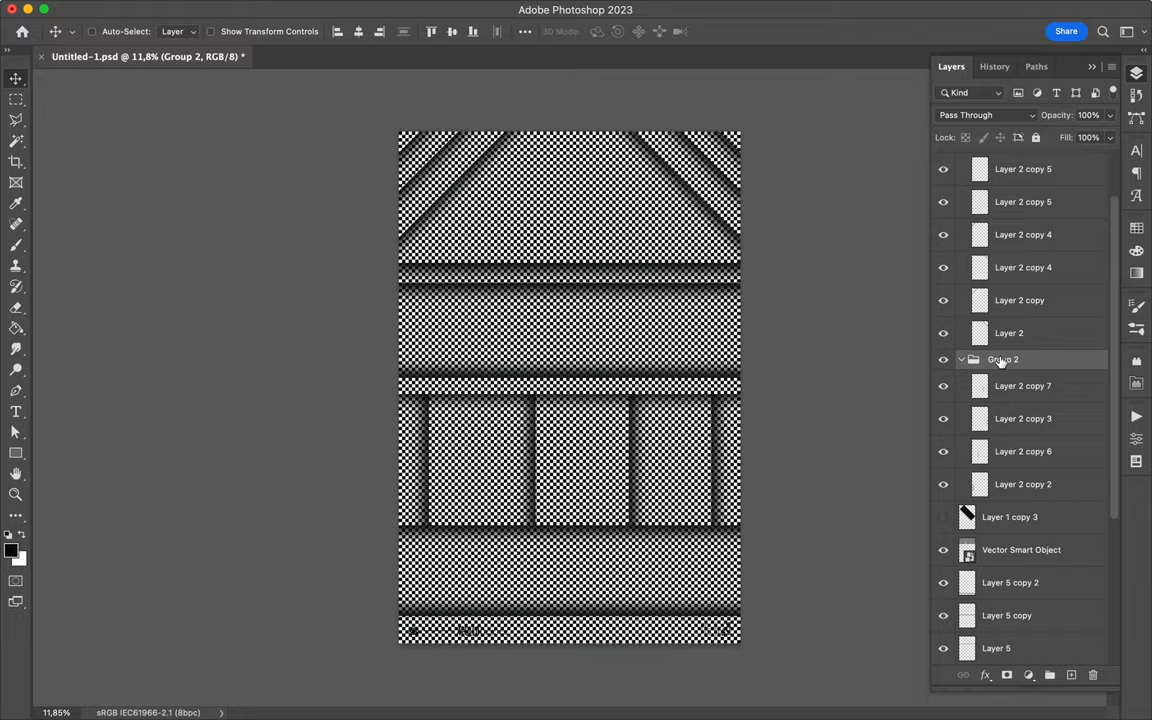 Adobe Photoshop 2023
Auto-Select: Layer Show Transform Controls 3D Mode: Share
Untitled-1.psd @ 11,8% (Group 2, RGB/8) *
Layers History Paths
Kind
Pass Through Opacity: 100%
Lock: Fill: 100%
Layer 2 copy 5
Layer 2 copy 5
Layer 2 copy 4
Layer 2 copy 4
Layer 2 copy
Layer 2
Group 2
Layer 2 copy 7
Layer 2 copy 3
Layer 2 copy 6
Layer 2 copy 2
Layer 1 copy 3
Vector Smart Object
Layer 5 copy 2
Layer 5 copy
Layer 5
11,85% sRGB IEC61966-2.1 (8bpc)